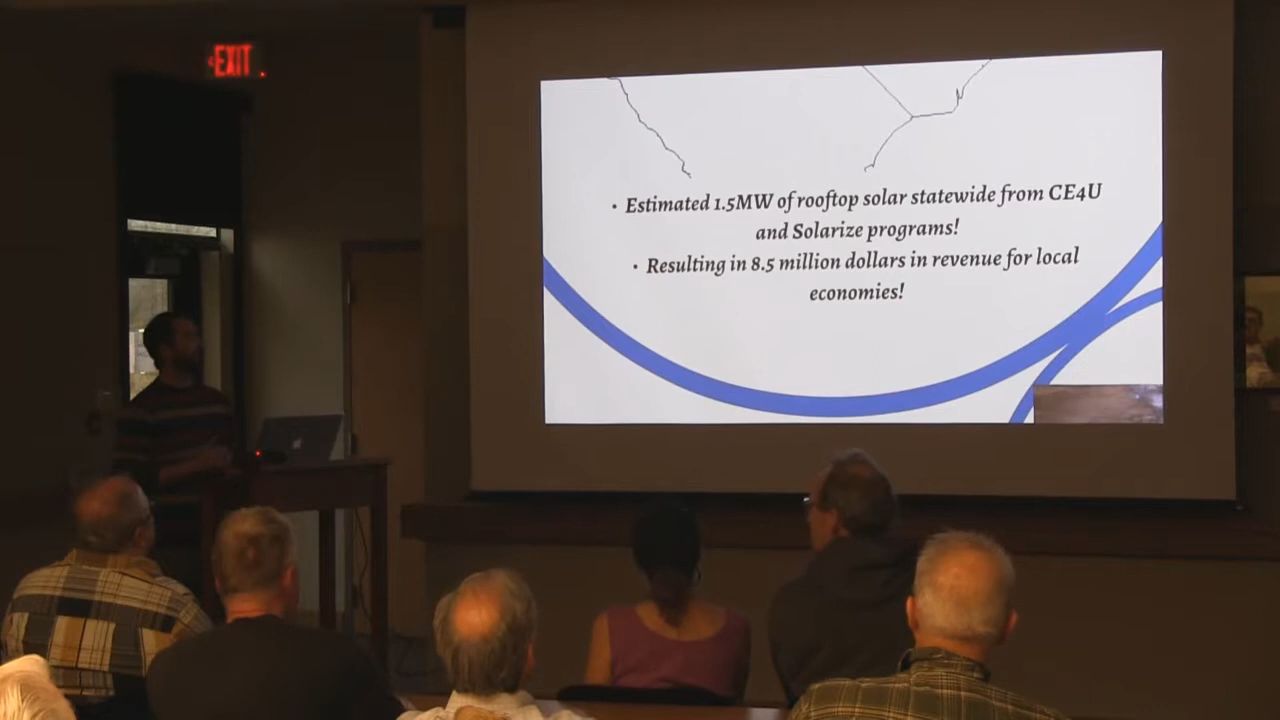 EXIT
• Estimated 1.5MW of rooftop solar statewide from CE4U
and Solarize programs!
• Resulting in 8.5 million dollars in revenue for local
economies!